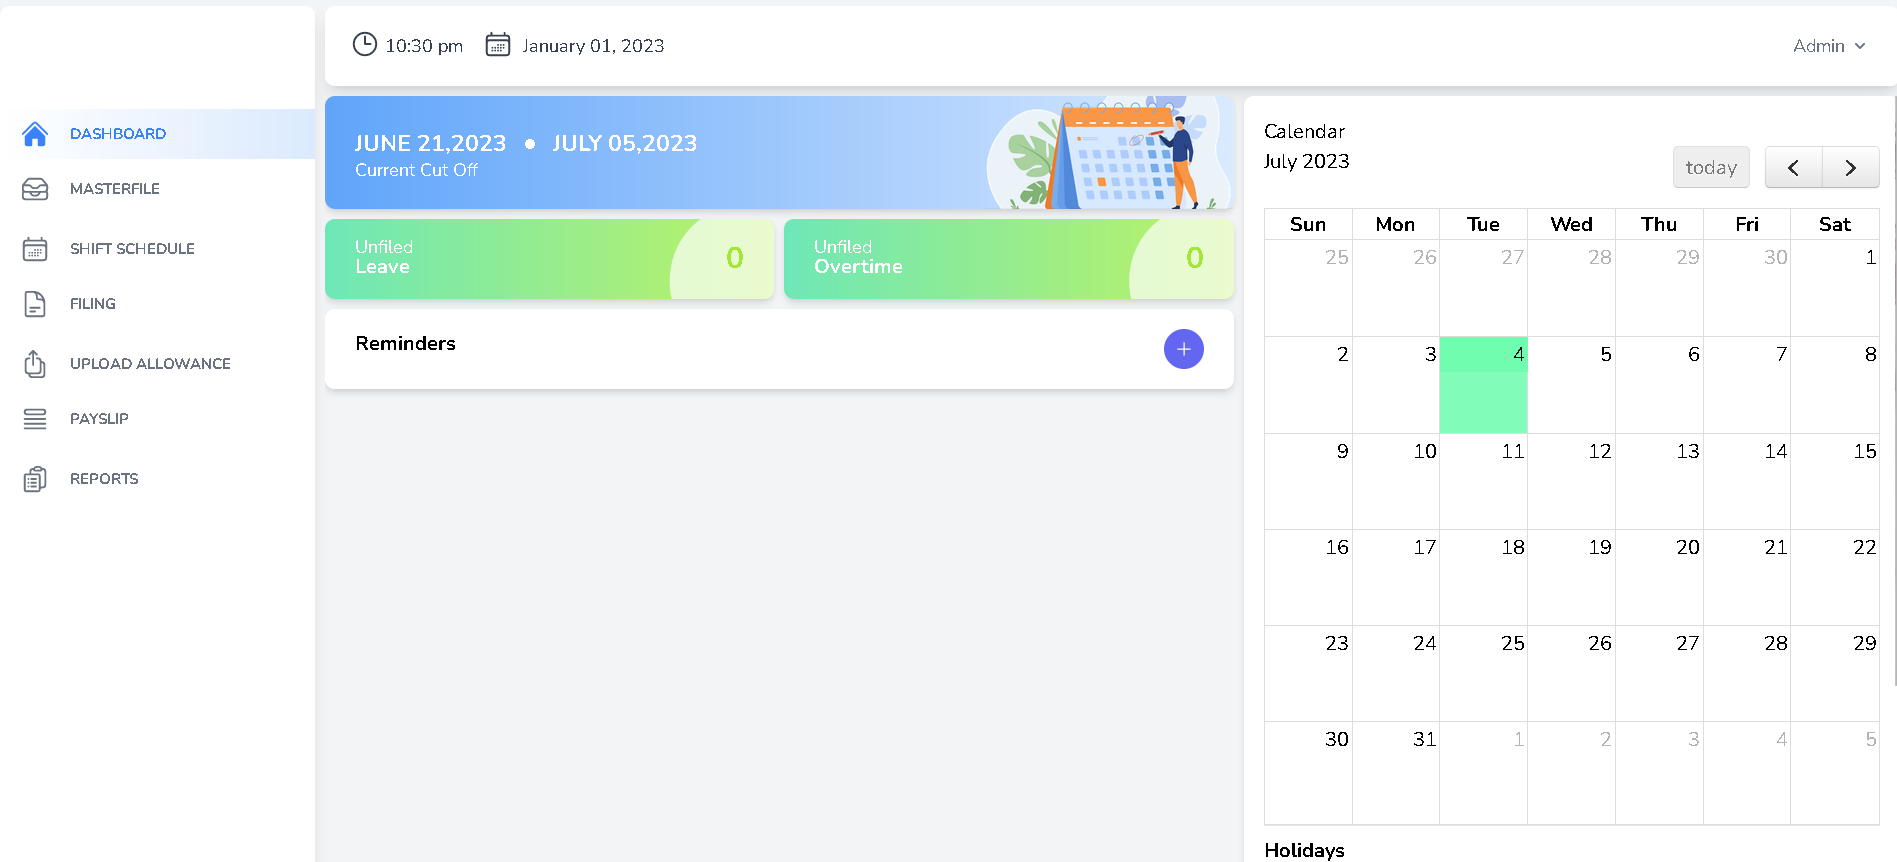 10:30 pm January 01, 2023
Admin
DASHBOARD
MASTERFILE
SHIFT SCHEDULE
FILING
UPLOAD ALLOWANCE
PAYSLIP
REPORTS
JUNE 21,2023 ● JULY 05,2023
Current Cut Off
Unfiled
Leave
0
Unfiled
Overtime
0
Reminders
+
Calendar
July 2023
today
Sun Mon Tue Wed Thu Fri Sat
25 26 27 28 29 30 1
2 3 4 5 6 7 8
9 10 11 12 13 14 15
16 17 18 19 20 21 22
23 24 25 26 27 28 29
30 31 1 2 3 4 5
Holidays